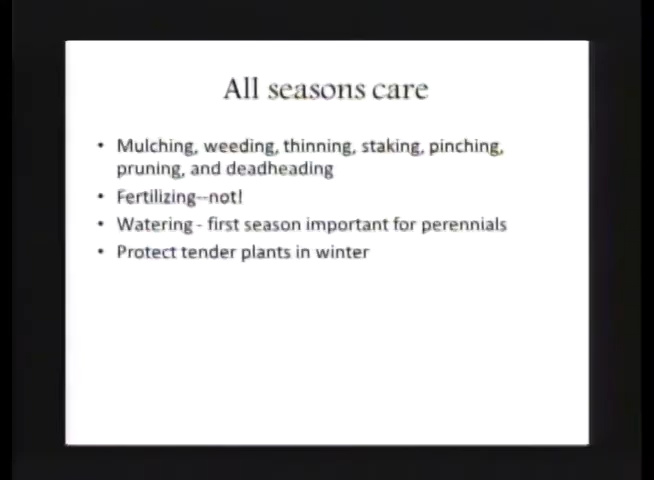 All seasons care
• Mulching, weeding, thinning, staking, pinching,
pruning, and deadheading
• Fertilizing--not!
• Watering - first season important for perennials
• Protect tender plants in winter